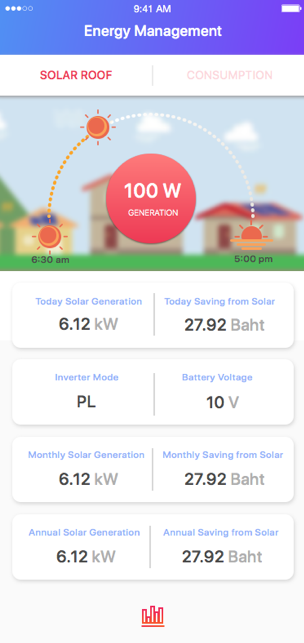 9:41 AM
Energy Management
SOLAR ROOF CONSUMPTION
100 W
GENERATION
6:30 am 5:00 pm
Today Solar Generation Today Saving from Solar
6.12 kW 27.92 Baht
Inverter Mode Battery Voltage
PL 10 V
Monthly Solar Generation Monthly Saving from Solar
6.12 kW 27.92 Baht
Annual Solar Generation Annual Saving from Solar
6.12 kW 27.92 Baht